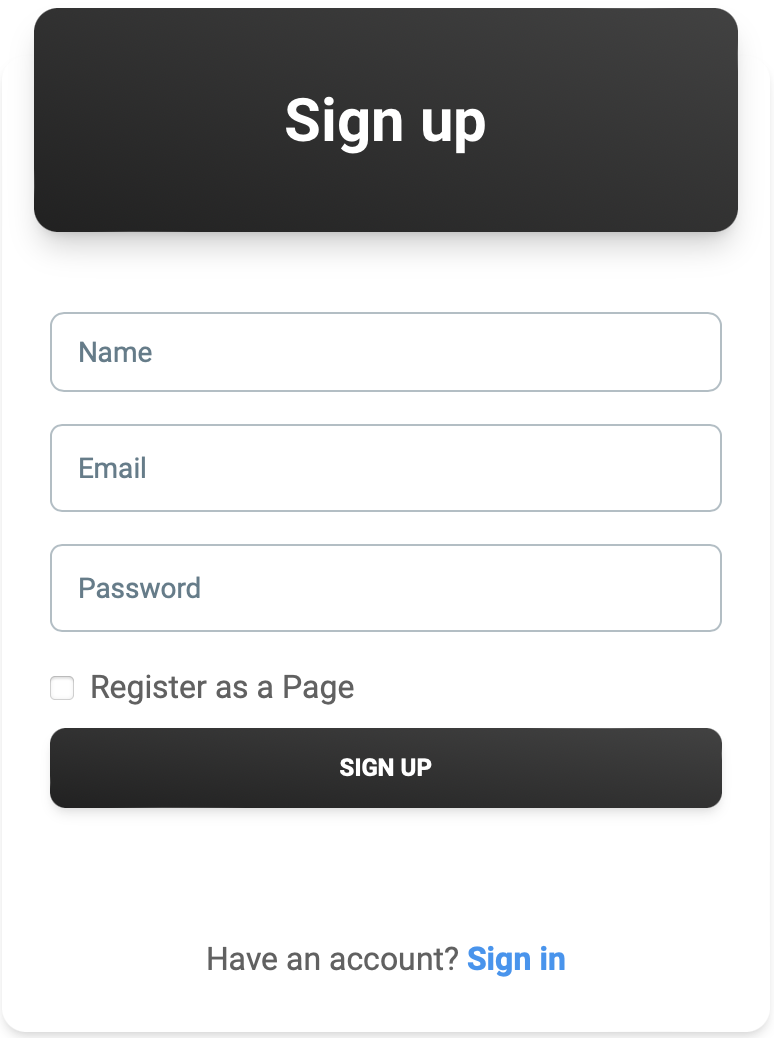 Sign up
Name
Email
Password
Register as a Page
SIGN UP
Have an account? Sign in